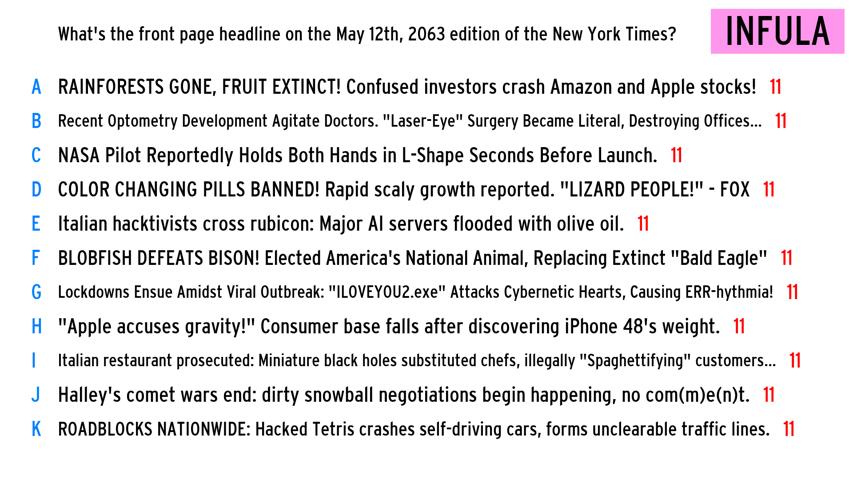 What's the front page headline on the May 12th, 2063 edition of the New York Times?
INFULA
A RAINFORESTS GONE, FRUIT EXTINCT! Confused investors crash Amazon and Apple stocks! 11
B Recent Optometry Development Agitate Doctors. "Laser-Eye" Surgery Became Literal, Destroying Offices... 11
C NASA Pilot Reportedly Holds Both Hands in L-Shape Seconds Before Launch. 11
D COLOR CHANGING PILLS BANNED! Rapid scaly growth reported. "LIZARD PEOPLE!" - FOX 11
E Italian hacktivists cross rubicon: Major AI servers flooded with olive oil. 11
F BLOBFISH DEFEATS BISON! Elected America's National Animal, Replacing Extinct "Bald Eagle" 11
G Lockdowns Ensue Amidst Viral Outbreak: "ILOVEYOU2.exe" Attacks Cybernetic Hearts, Causing ERR-hythmia! 11
H "Apple accuses gravity!" Consumer base falls after discovering iPhone 48's weight. 11
I Italian restaurant prosecuted: Miniature black holes substituted chefs, illegally "Spaghettifying" customers... 11
J Halley's comet wars end: dirty snowball negotiations begin happening, no com(m)e(n)t. 11
K ROADBLOCKS NATIONWIDE: Hacked Tetris crashes self-driving cars, forms unclearable traffic lines. 11